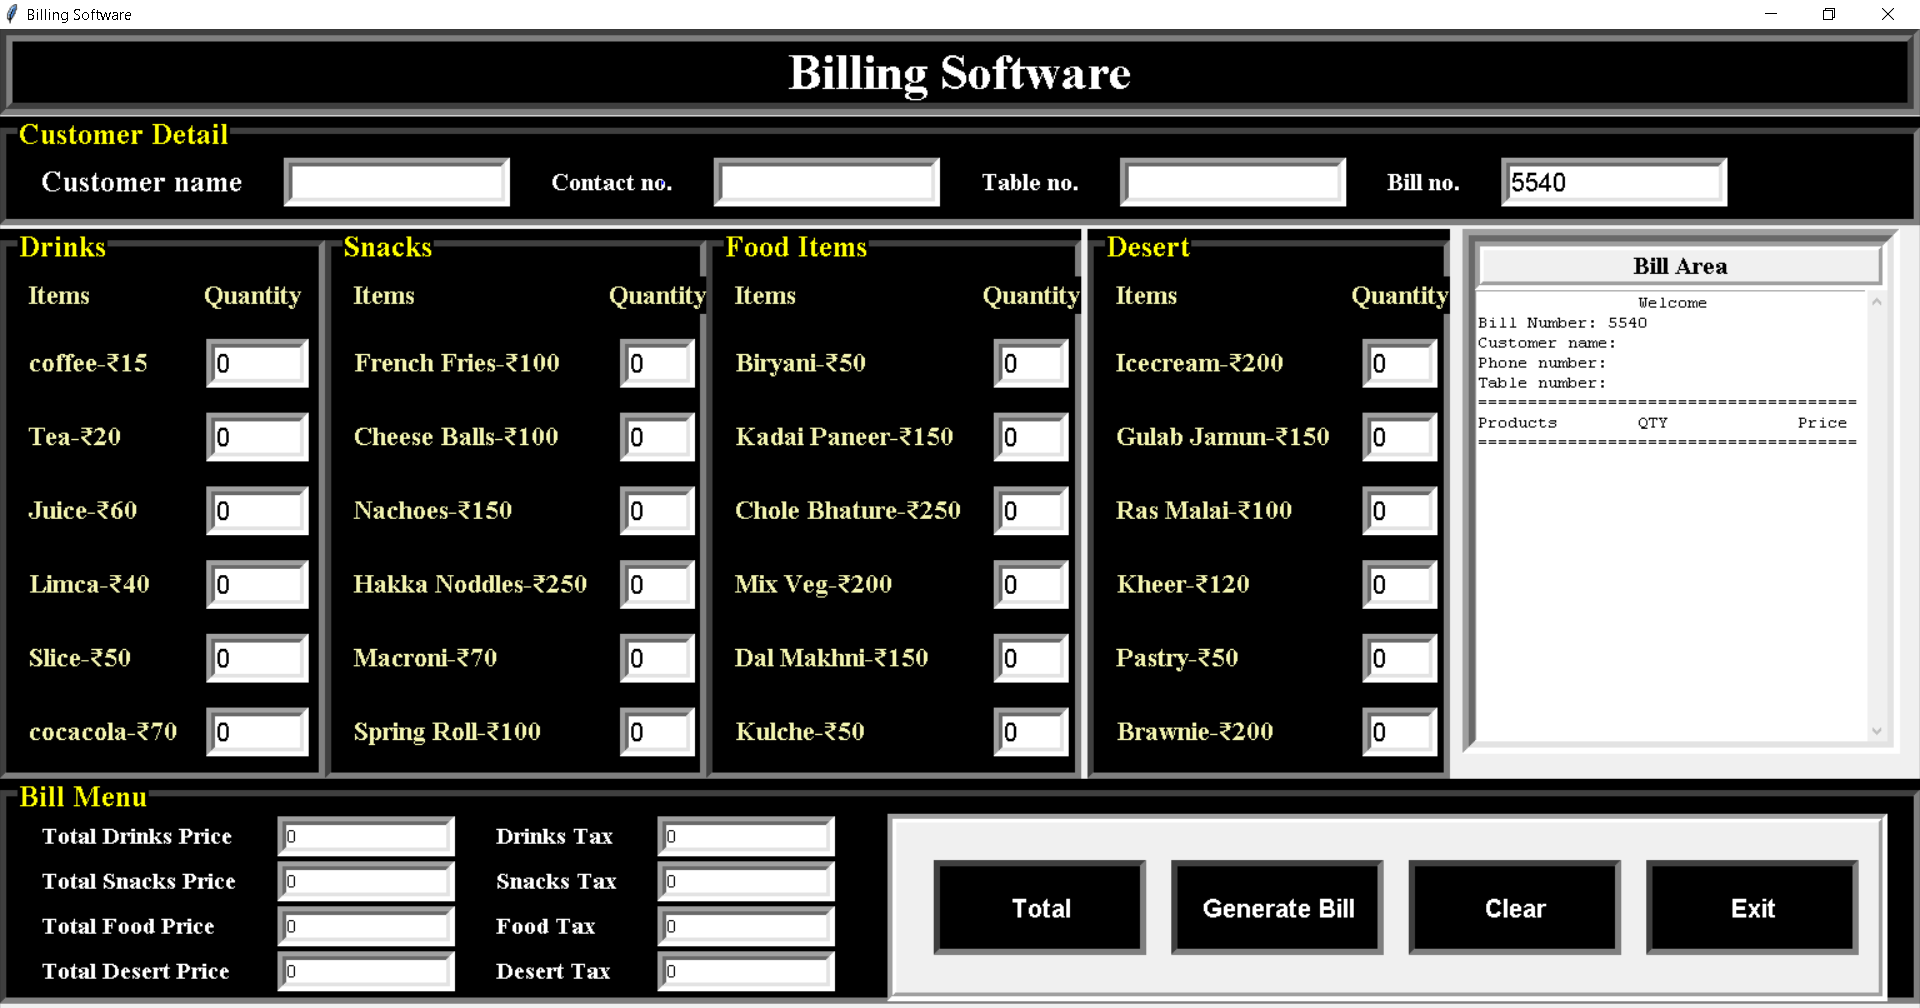 Billing Software
Billing Software
Customer Detail
Customer name Contact no. Table no. Bill no. 5540
Drinks Snacks Food Items Desert
Items Quantity Items Quantity Items Quantity Items Quantity
coffee-₹15 0 French Fries-₹100 0 Biryani-₹50 0 Icecream-₹200 0
Tea-₹20 0 Cheese Balls-₹100 0 Kadai Paneer-₹150 0 Gulab Jamun-₹150 0
Juice-₹60 0 Nachoes-₹150 0 Chole Bhature-₹250 0 Ras Malai-₹100 0
Limca-₹40 0 Hakka Noddles-₹250 0 Mix Veg-₹200 0 Kheer-₹120 0
Slice-₹50 0 Macroni-₹70 0 Dal Makhni-₹150 0 Pastry-₹50 0
cocacola-₹70 0 Spring Roll-₹100 0 Kulche-₹50 0 Brawnie-₹200 0
Bill Area
Welcome
Bill Number: 5540
Customer name:
Phone number:
Table number:
======================================
Products QTY Price
======================================
Bill Menu
Total Drinks Price 0 Drinks Tax 0
Total Snacks Price 0 Snacks Tax 0
Total Food Price 0 Food Tax 0
Total Desert Price 0 Desert Tax 0
Total Generate Bill Clear Exit